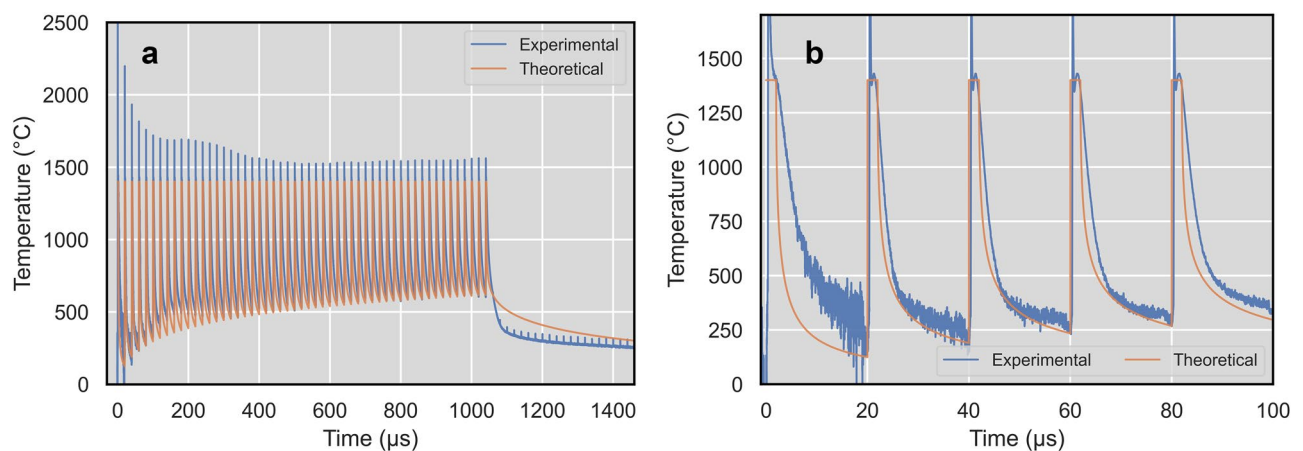 a
Experimental
Theoretical
2500
2000
1500
1000
500
0
Temperature (°C)
0
200
400
600
800
1000
1200
1400
Time (µs)
b
1500
1250
1000
750
500
250
0
Temperature (°C)
Experimental
Theoretical
0
20
40
60
80
100
Time (µs)